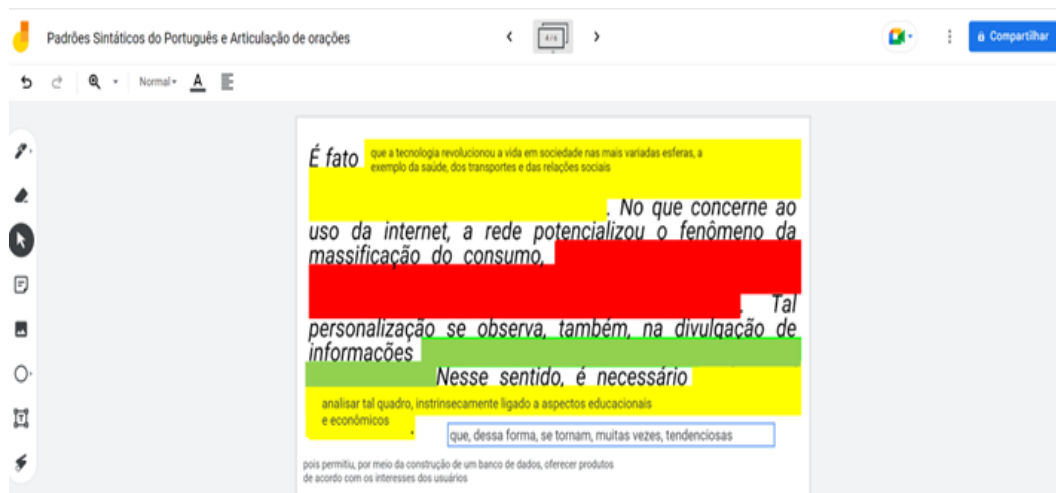 Padrões Sintáticos do Português e Articulação de orações
4/6
Compartilhar
Normal
A
É fato que a tecnologia revolucionou a vida em sociedade nas mais variadas esferas, a
exemplo da saúde, dos transportes e das relações sociais
. No que concerne ao
uso da internet, a rede potencializou o fenômeno da
massificação do consumo,
. Tal
personalização se observa, também, na divulgação de
informações
Nesse sentido, é necessário
analisar tal quadro, instrinsecamente ligado a aspectos educacionais
e econômicos .
que, dessa forma, se tornam, muitas vezes, tendenciosas
pois permitiu, por meio da construção de um banco de dados, oferecer produtos
de acordo com os interesses dos usuários